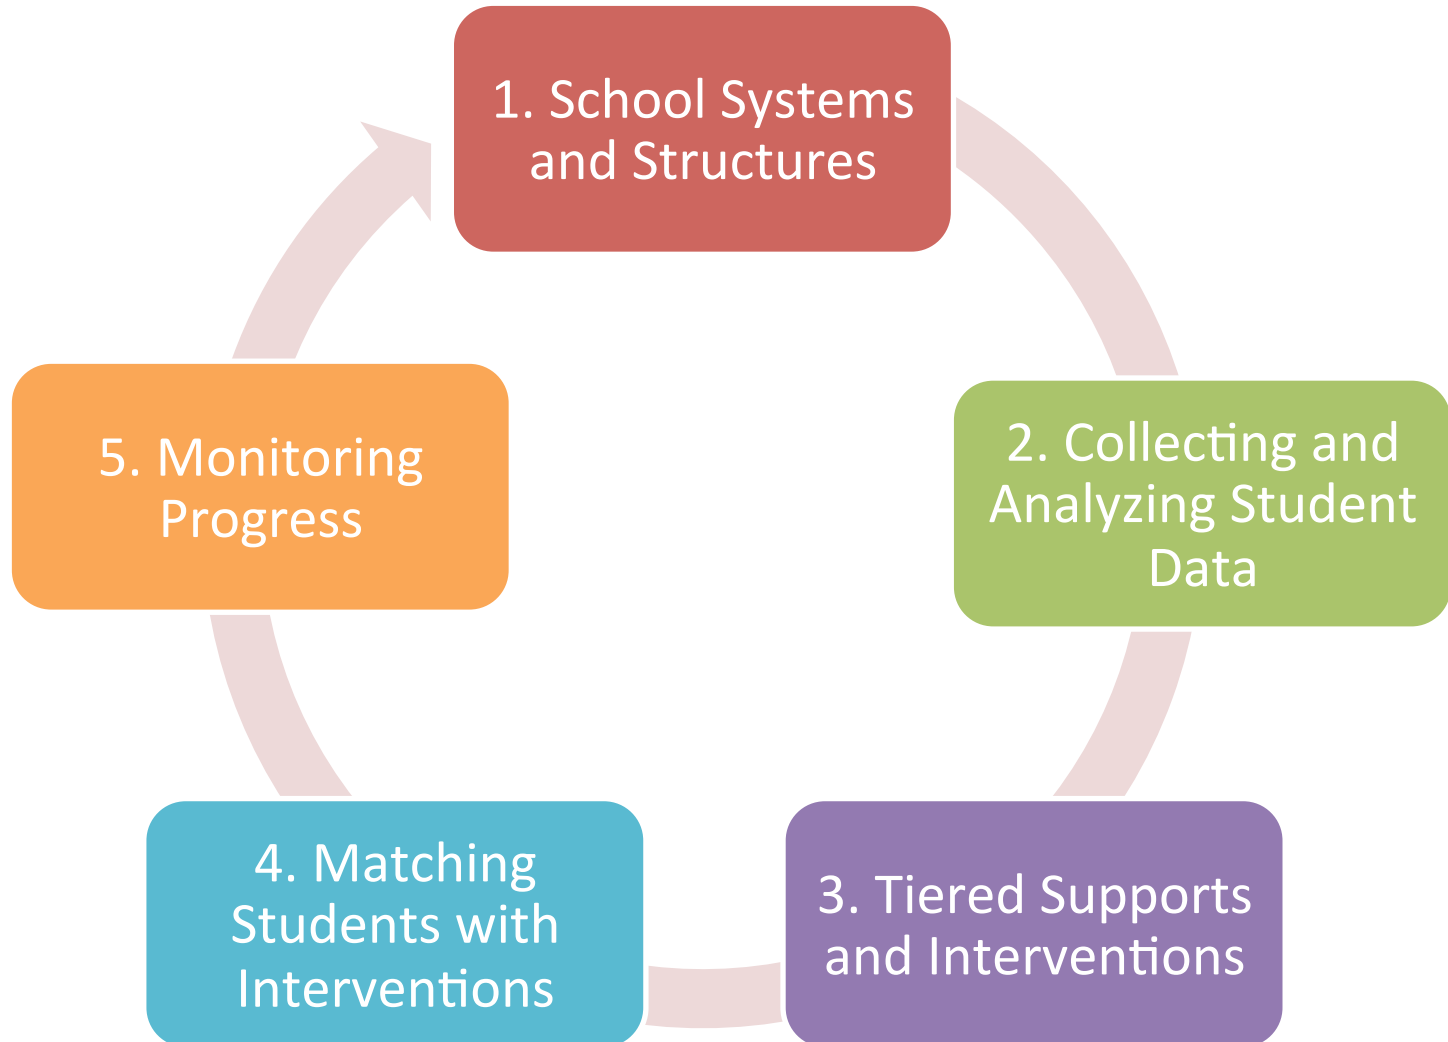 1. School Systems
and Structures
2. Collecting and
Analyzing Student
Data
3. Tiered Supports
and Interventions
4. Matching
Students with
Interventions
5. Monitoring
Progress